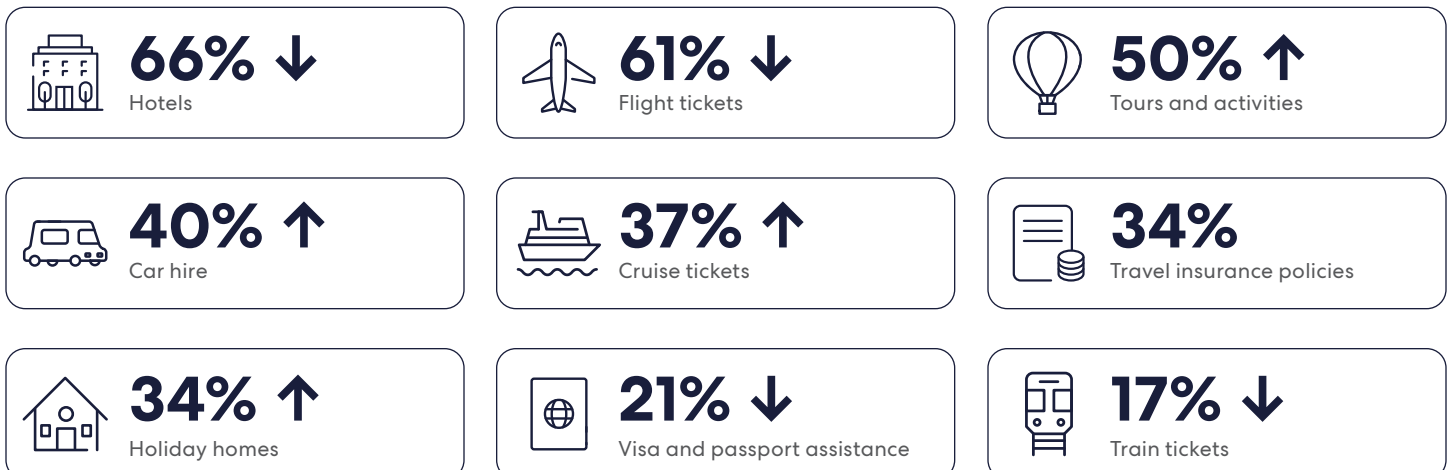 66% ↓
Hotels
61% ↓
Flight tickets
50% ↑
Tours and activities
40% ↑
Car hire
37% ↑
Cruise tickets
34%
Travel insurance policies
34% ↑
Holiday homes
21% ↓
Visa and passport assistance
17% ↓
Train tickets